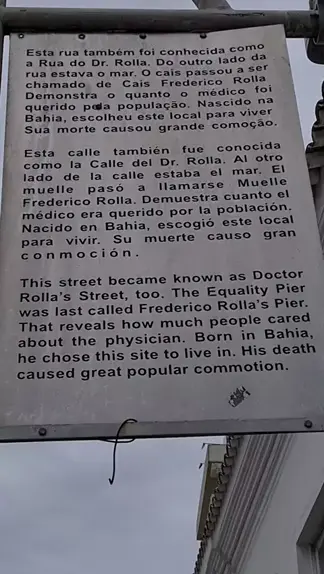 Esta rua também foi conhecida como
a Rua do Dr. Rolla. Do outro lado da
rua estava o mar. O cais passou a ser
chamado de Cais Frederico Rolla
Demonstra o quanto o médico foi
querido pela população. Nascido na
Bahia, escolheu este local para viver
Sua morte causou grande comoção.
Esta calle también fue conocida
como la Calle del Dr. Rolla. Al otro
lado de la calle estaba el mar. El
muelle pasó a llamarse Muelle
Frederico Rolla. Demuestra cuanto el
médico era querido por la población.
Nacido en Bahia, escogió este local
para vivir. Su muerte causo gran
conmoción.
This street became known as Doctor
Rolla's Street, too. The Equality Pier
was last called Frederico Rolla's Pier.
That reveals how much people cared
about the physician. Born in Bahia,
he chose this site to live in. His death
caused great popular commotion.